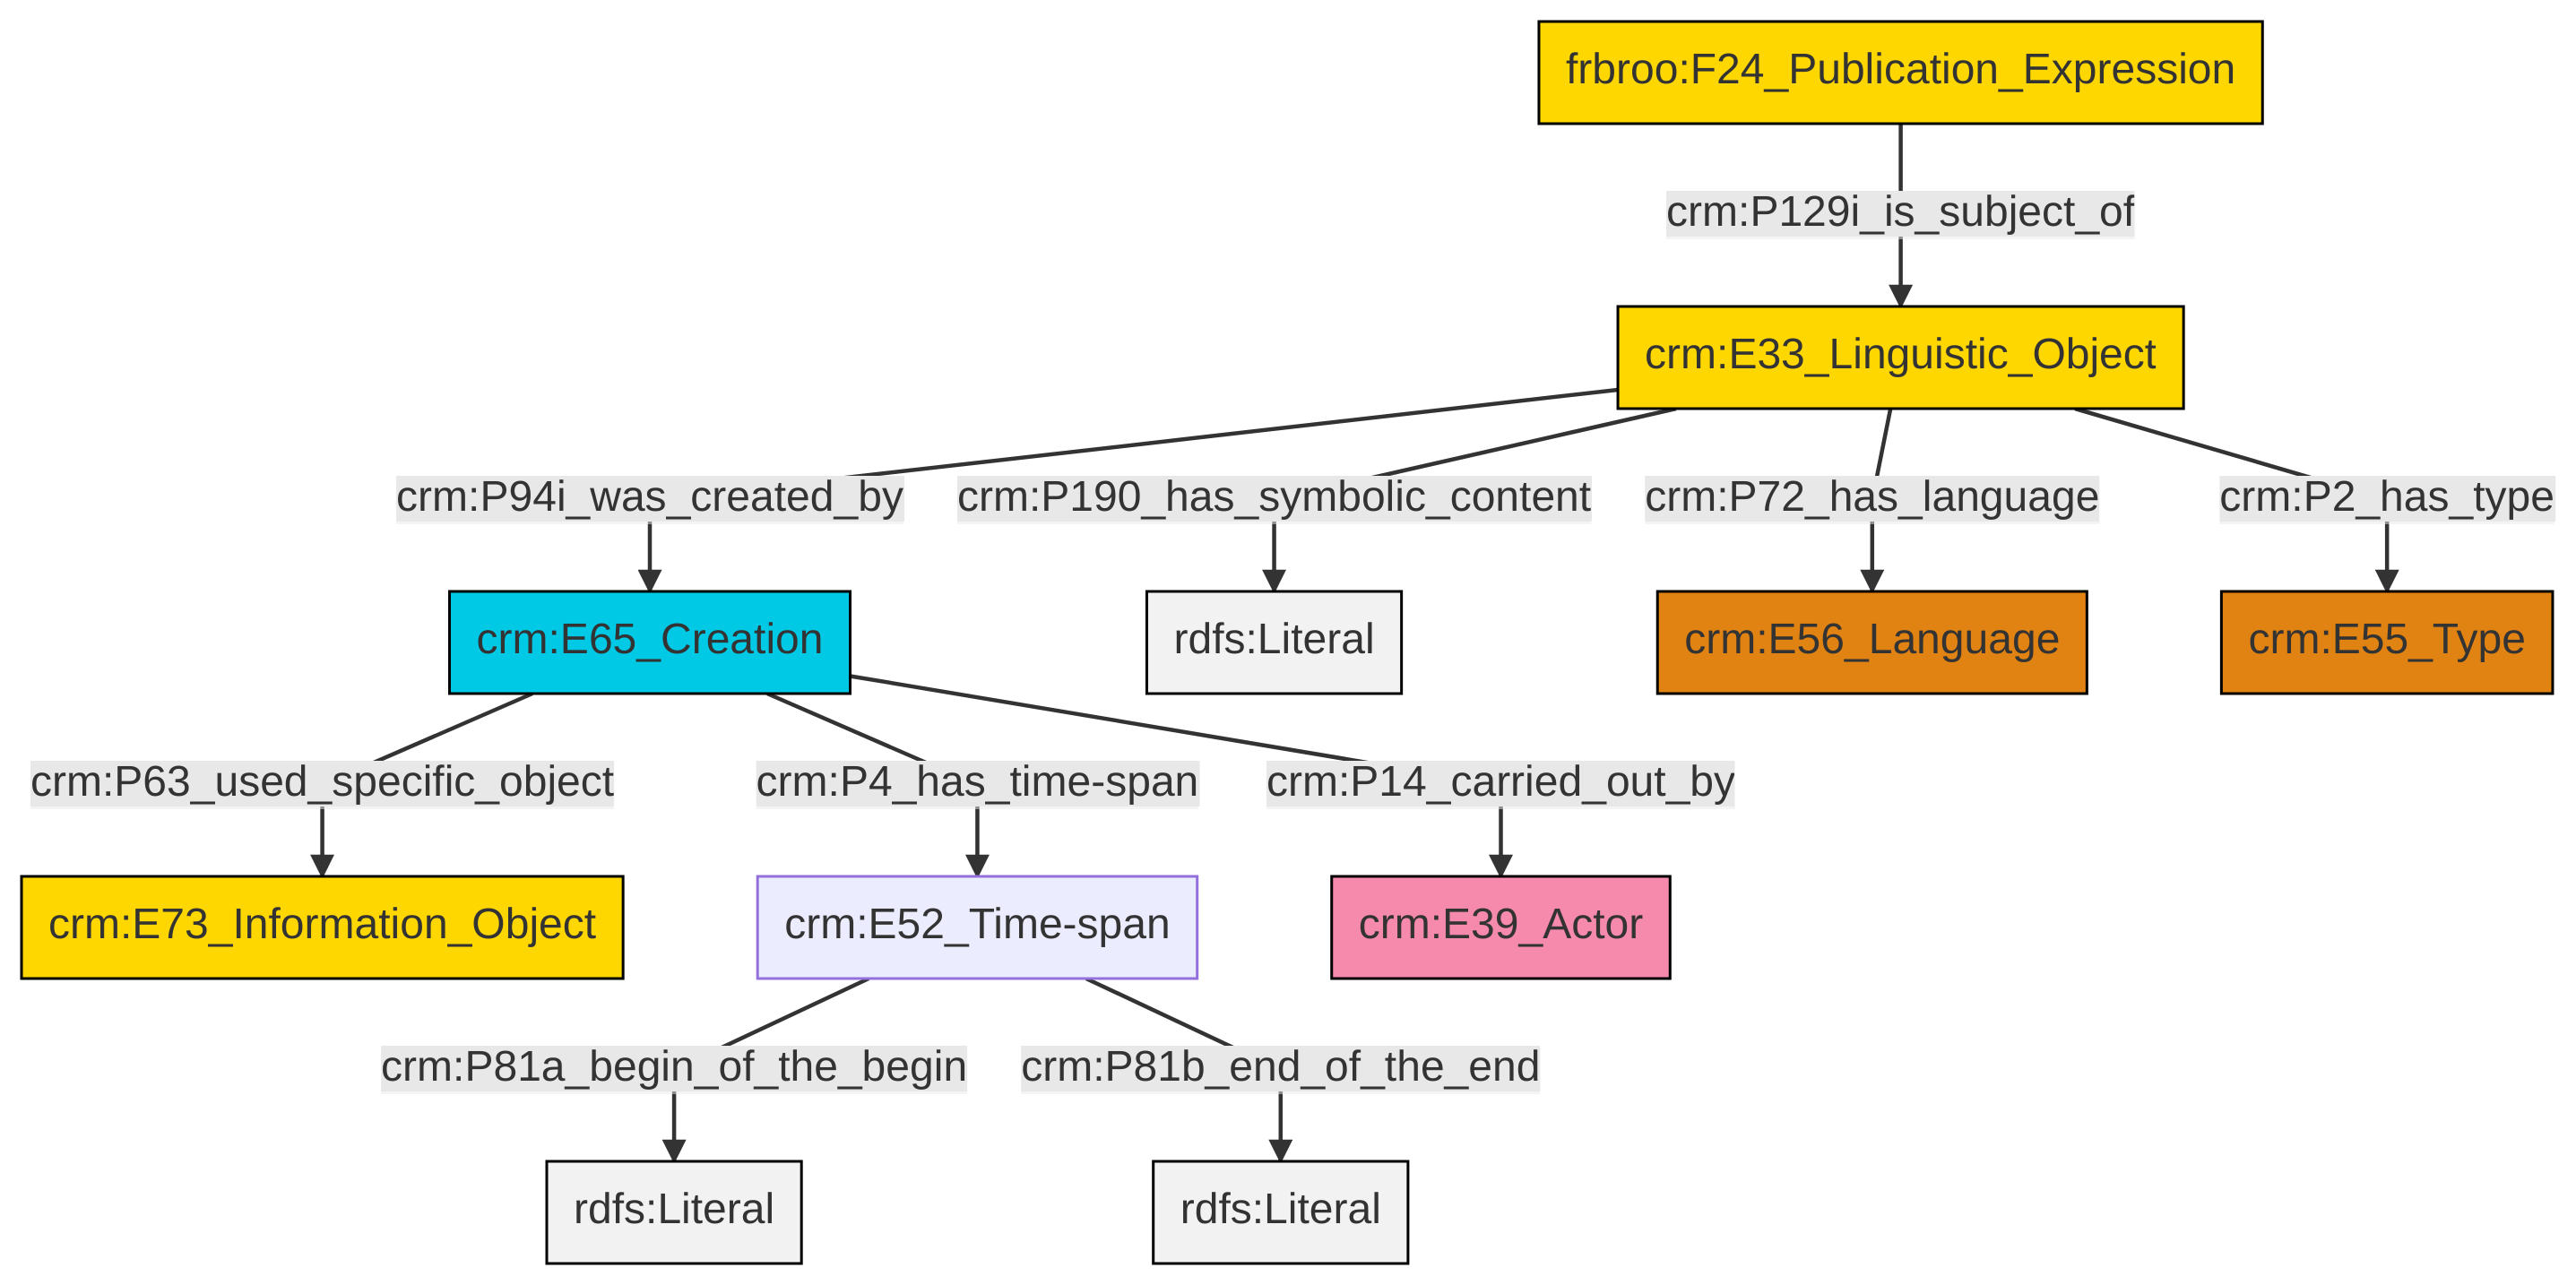 frbroo:F24_Publication_Expression
crm:P129i_is_subject_of
crm:E33_Linguistic_Object
crm:P94i_was_created_by
crm:P190_has_symbolic_content
crm:P72_has_language
crm:P2_has_type
crm:E65_Creation
rdfs:Literal
crm:E56_Language
crm:E55_Type
crm:P63_used_specific_object
crm:P4_has_time-span
crm:P14_carried_out_by
crm:E73_Information_Object
crm:E52_Time-span
crm:E39_Actor
crm:P81a_begin_of_the_begin
crm:P81b_end_of_the_end
rdfs:Literal
rdfs:Literal